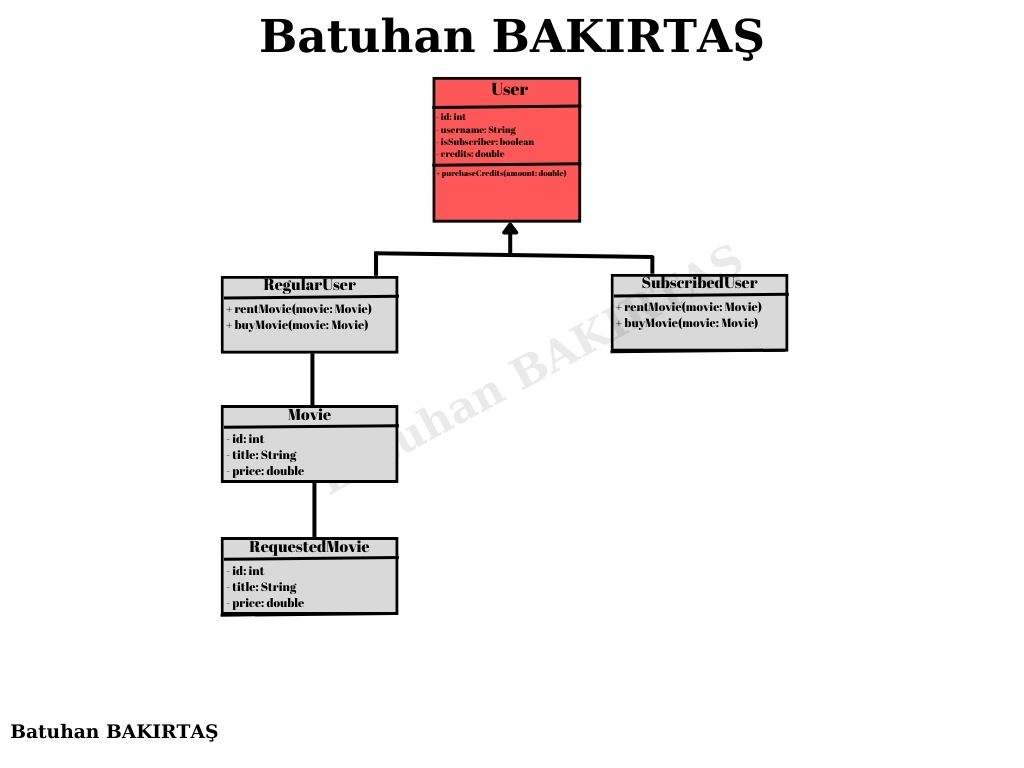 Batuhan BAKIRTAŞ
User
- id: int
- username: String
- isSubscriber: boolean
- credits: double
+ purchaseCredits(amount: double)
RegularUser
+ rentMovie(movie: Movie)
+ buyMovie(movie: Movie)
SubscribedUser
+ rentMovie(movie: Movie)
+ buyMovie(movie: Movie)
Batuhan BAKIRTAŞ
Movie
- id: int
- title: String
- price: double
RequestedMovie
- id: int
- title: String
- price: double
Batuhan BAKIRTAŞ